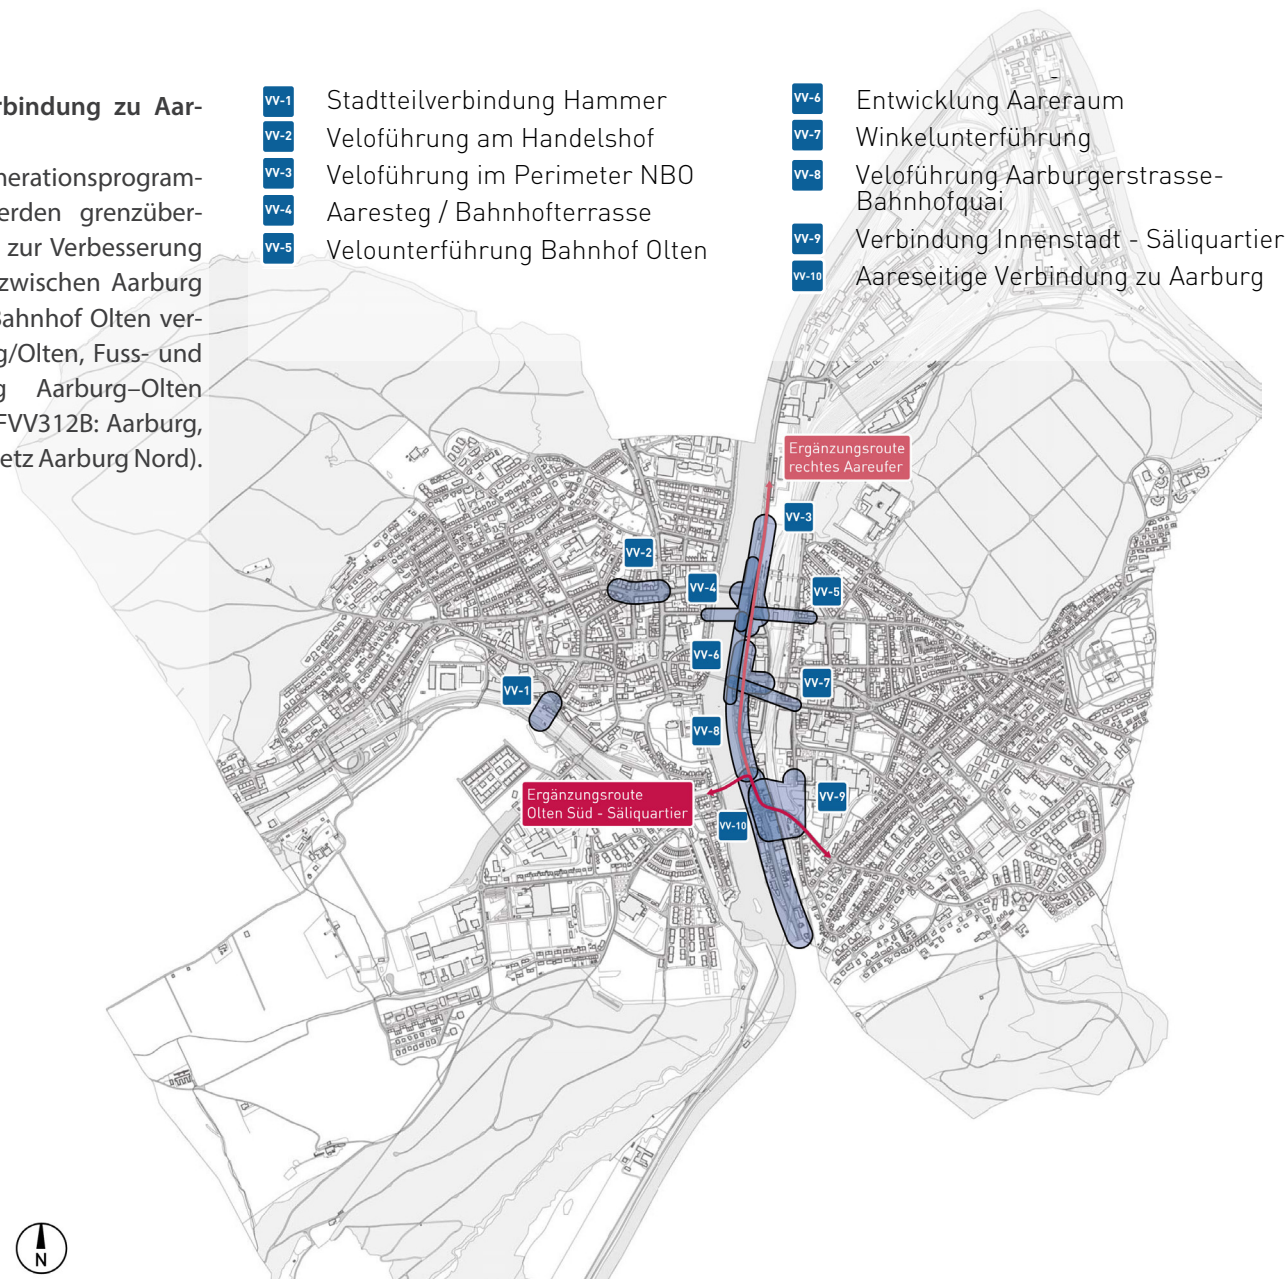 rbindung zu Aar-
nerationsprogram-
erden grenzüber-
zur Verbesserung
zwischen Aarburg
Bahnhof Olten ver-
g/Olten, Fuss- und
g Aarburg–Olten
FVV312B: Aarburg,
etz Aarburg Nord).
VV-1 Stadtteilverbindung Hammer
VV-2 Veloführung am Handelshof
VV-3 Veloführung im Perimeter NBO
VV-4 Aaresteg / Bahnhofterrasse
VV-5 Velounterführung Bahnhof Olten
VV-6 Entwicklung Aareraum
VV-7 Winkelunterführung
VV-8 Veloführung Aarburgerstrasse-
Bahnhofquai
VV-9 Verbindung Innenstadt - Säliquartier
VV-10 Aareseitige Verbindung zu Aarburg
Ergänzungsroute
rechtes Aareufer
VV-3
VV-2
VV-4
VV-5
VV-6
VV-7
VV-1
VV-8
Ergänzungsroute
Olten Süd - Säliquartier
VV-9
VV-10
N